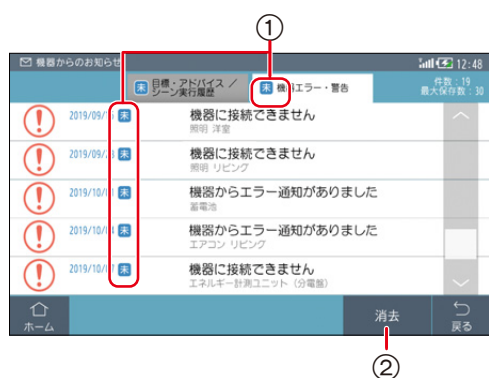 ①
機器からのお知らせ 12:48
未 目標・アドバイス／シーン実行履歴
未 機器エラー・警告
件数：19
最大保存数：30
2019/09/ 未 機器に接続できません
照明 洋室
2019/09/ 未 機器に接続できません
照明 リビング
2019/10/ 未 機器からエラー通知がありました
蓄電池
2019/10/ 未 機器からエラー通知がありました
エアコン リビング
2019/10/ 未 機器に接続できません
エネルギー計測ユニット（分電盤）
ホーム
消去
戻る
②